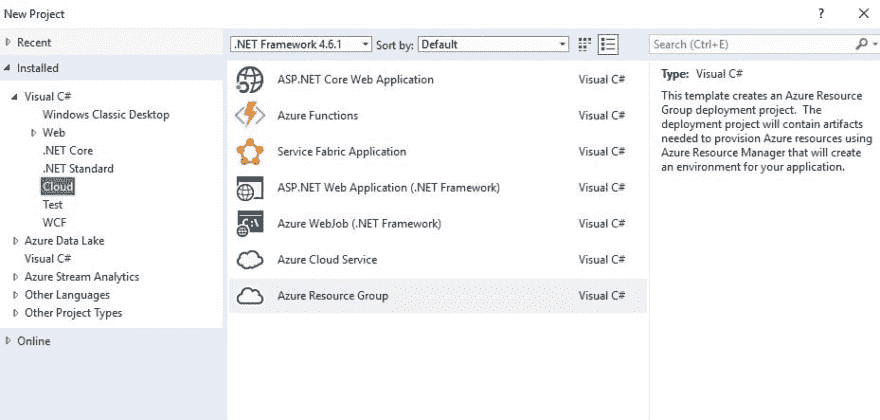 New Project
? 
Recent
Installed
Visual C#
Windows Classic Desktop
Web
.NET Core
.NET Standard
Cloud
Test
WCF
Azure Data Lake
Visual C#
Azure Stream Analytics
Other Languages
Other Project Types
Online
.NET Framework 4.6.1 Sort by: Default
ASP.NET Core Web Application Visual C#
Azure Functions Visual C#
Service Fabric Application Visual C#
ASP.NET Web Application (.NET Framework) Visual C#
Azure WebJob (.NET Framework) Visual C#
Azure Cloud Service Visual C#
Azure Resource Group Visual C#
Search (Ctrl+E)
Type: Visual C#
This template creates an Azure Resource
Group deployment project. The
deployment project will contain artifacts
needed to provision Azure resources using
Azure Resource Manager that will create
an environment for your application.